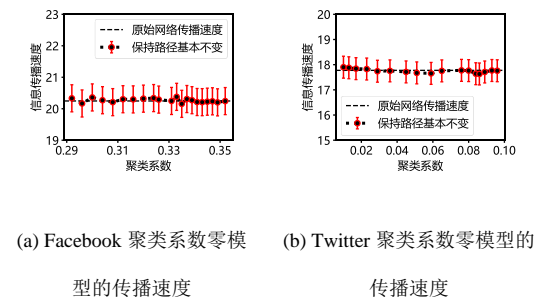 23
22
21
20
19
信息传播速度
原始网络传播速度
保持路径基本不变
0.29 0.31 0.33 0.35
聚类系数
20
19
18
17
16
15
信息传播速度
原始网络传播速度
保持路径基本不变
0.02 0.04 0.06 0.08 0.10
聚类系数
(a) Facebook 聚类系数零模
型的传播速度
(b) Twitter 聚类系数零模型的
传播速度